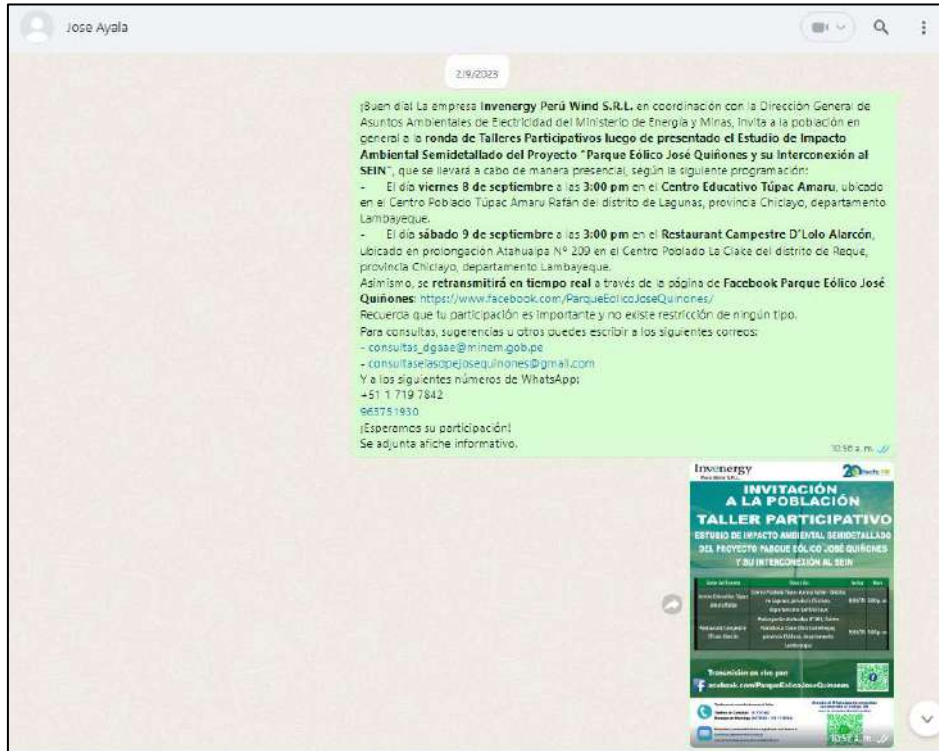 Jose Ayala
2/9/2023
¡Buen día! La empresa Invenergy Perú Wind S.R.L. en coordinación con la Dirección General de
Asuntos Ambientales de Electricidad del Ministerio de Energía y Minas, invita a la población en
general a la ronda de Talleres Participativos luego de presentado el Estudio de Impacto
Ambiental Semidetallado del Proyecto "Parque Eólico José Quiñones y su Interconexión al
SEIN", que se llevará a cabo de manera presencial, según la siguiente programación:
- El día viernes 8 de septiembre a las 3:00 pm en el Centro Educativo Túpac Amaru, ubicado
en el Centro Poblado Túpac Amaru Rafán del distrito de Lagunas, provincia Chiclayo, departamento
Lambayeque.
- El día sábado 9 de septiembre a las 3:00 pm en el Restaurant Campestre D'Lolo Alarcón,
ubicado en prolongación Atahualpa Nº 209 en el Centro Poblado La Clake del distrito de Reque,
provincia Chiclayo, departamento Lambayeque.
Asimismo, se retransmitirá en tiempo real a través de la página de Facebook Parque Eólico José
Quiñones: https://www.facebook.com/ParqueEolicoJoseQuinones/
Recuerda que tu participación es importante y no existe restricción de ningún tipo.
Para consultas, sugerencias u otros puedes escribir a los siguientes correos:
- consultas_dgaae@minem.gob.pe
- consultaseiasdpejosequinones@gmail.com
Y a los siguientes números de WhatsApp:
+51 1 719 7842
963751930
¡Esperamos su participación!
Se adjunta afiche informativo.
10:56 a. m.
Invenergy
INVITACIÓN
A LA POBLACIÓN
TALLER PARTICIPATIVO
ESTUDIO DE IMPACTO AMBIENTAL SEMIDETALLADO
DEL PROYECTO PARQUE EÓLICO JOSÉ QUIÑONES
Y SU INTERCONEXIÓN AL SEIN
Transmisión en vivo por:
facebook.com/ParqueEolicoJoseQuinones
10:57 a. m.